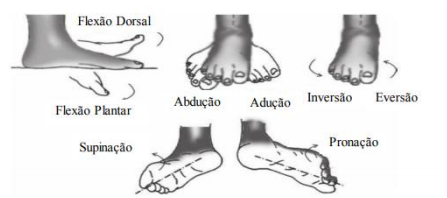 Flexão Dorsal
Flexão Plantar
Abdução
Adução
Inversão
Eversão
Supinação
Pronação